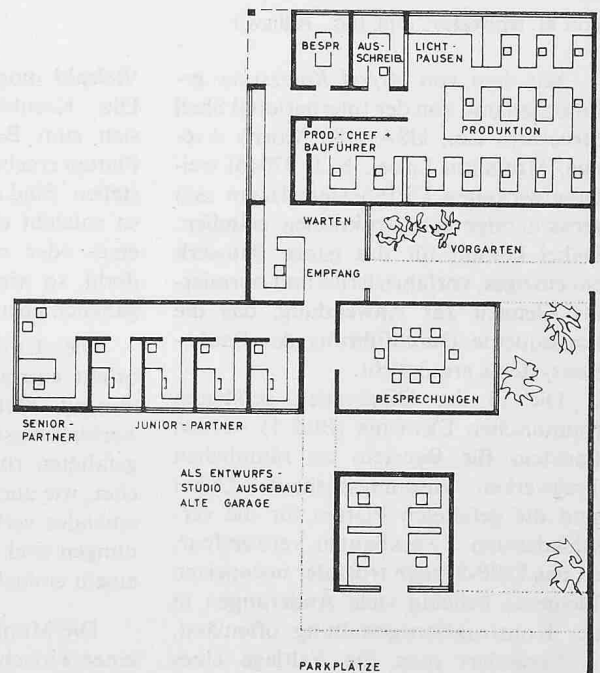 BESPR
AUS-
SCHREIB.
LICHT-
PAUSEN
PRODUKTION
PROD.-CHEF +
BAUFÜHRER
WARTEN
VORGARTEN
EMPFANG
BESPRECHUNGEN
SENIOR-
PARTNER
JUNIOR-PARTNER
ALS ENTWURFS-
STUDIO AUSGEBAUTE
ALTE GARAGE
PARKPLÄTZE